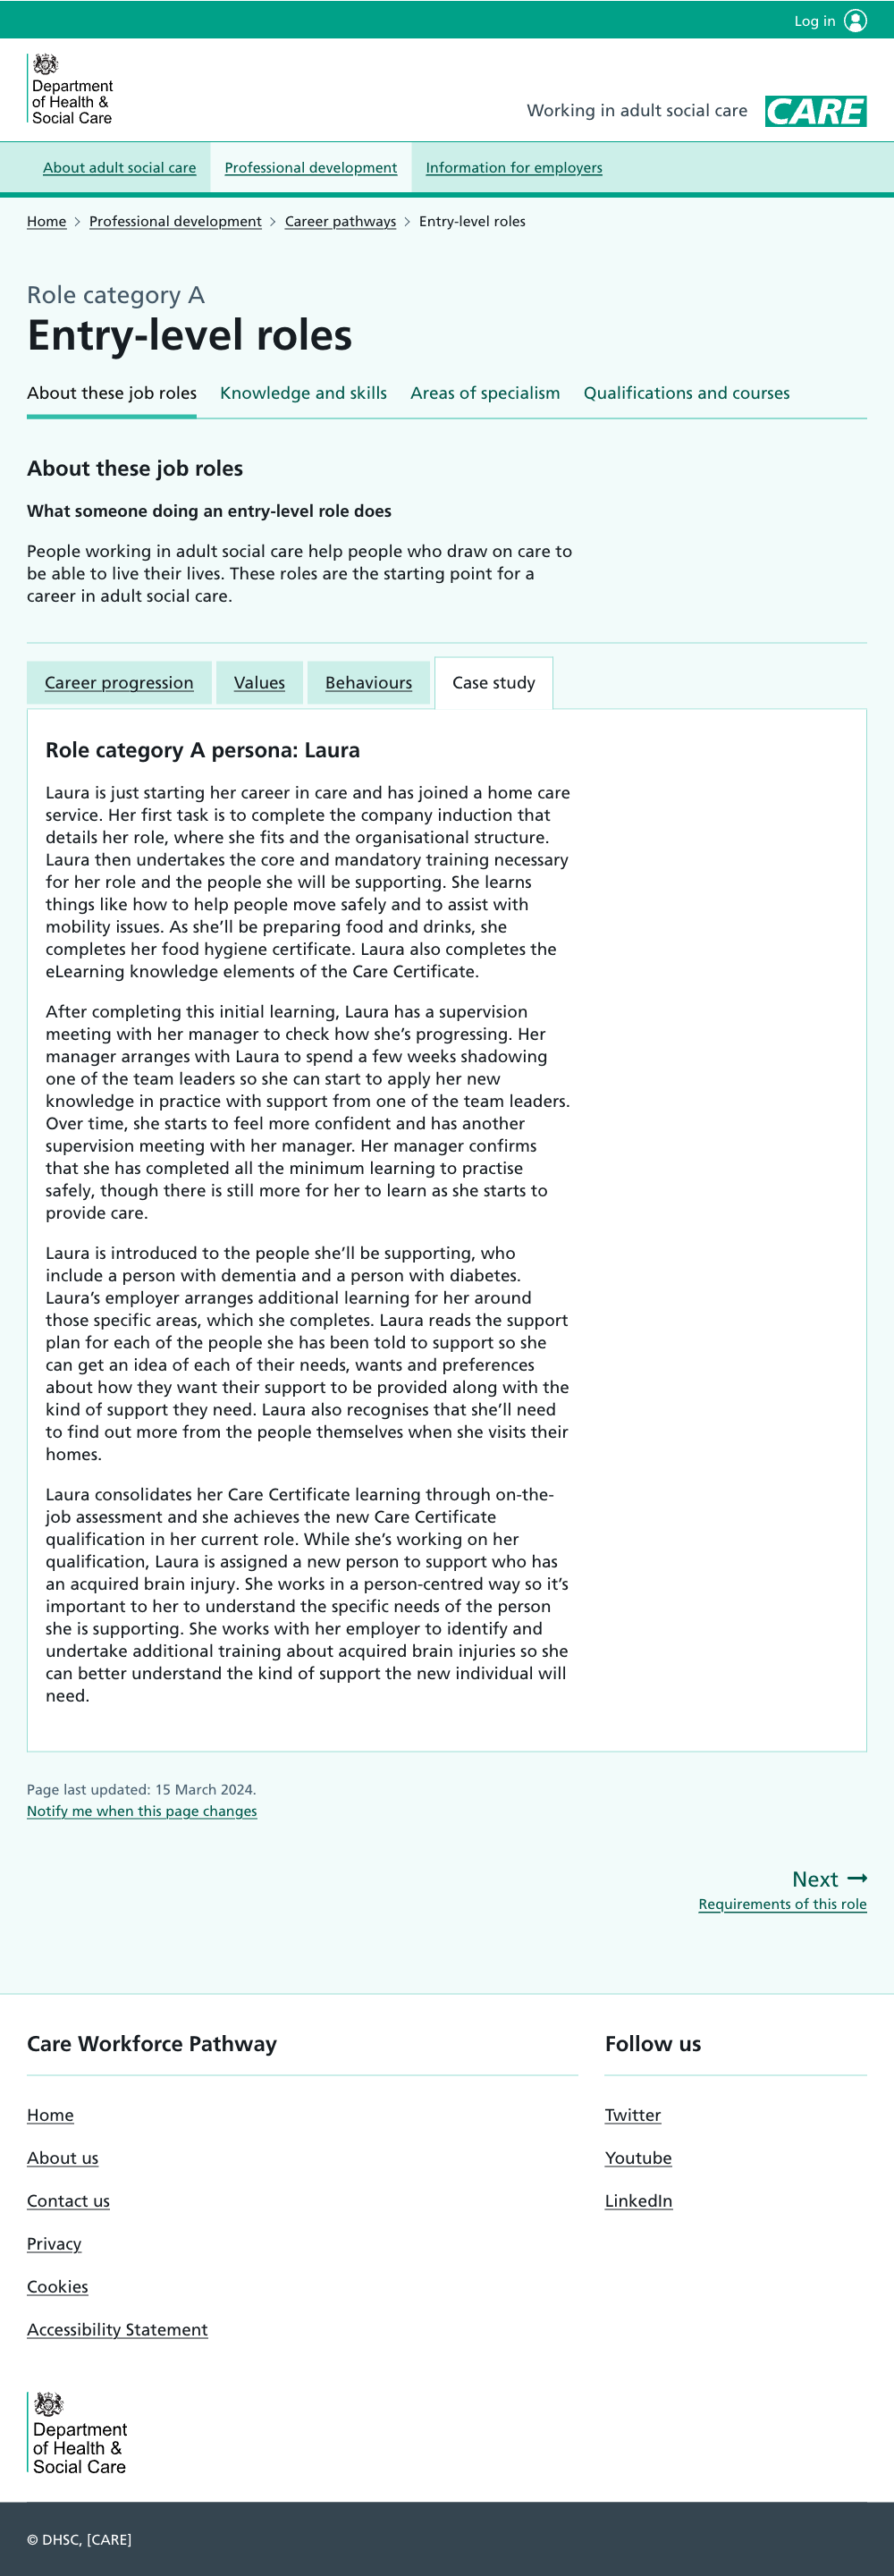 Log in
Department
of Health &
Social Care
Working in adult social care
CARE
About adult social care
Professional development
Information for employers
Home
Professional development
Career pathways
Entry-level roles
Role category A
Entry-level roles
About these job roles
Knowledge and skills
Areas of specialism
Qualifications and courses
About these job roles
What someone doing an entry-level role does
People working in adult social care help people who draw on care to
be able to live their lives. These roles are the starting point for a
career in adult social care.
Career progression
Values
Behaviours
Case study
Role category A persona: Laura
Laura is just starting her career in care and has joined a home care
service. Her first task is to complete the company induction that
details her role, where she fits and the organisational structure.
Laura then undertakes the core and mandatory training necessary
for her role and the people she will be supporting. She learns
things like how to help people move safely and to assist with
mobility issues. As she’ll be preparing food and drinks, she
completes her food hygiene certificate. Laura also completes the
eLearning knowledge elements of the Care Certificate.
After completing this initial learning, Laura has a supervision
meeting with her manager to check how she’s progressing. Her
manager arranges with Laura to spend a few weeks shadowing
one of the team leaders so she can start to apply her new
knowledge in practice with support from one of the team leaders.
Over time, she starts to feel more confident and has another
supervision meeting with her manager. Her manager confirms
that she has completed all the minimum learning to practise
safely, though there is still more for her to learn as she starts to
provide care.
Laura is introduced to the people she’ll be supporting, who
include a person with dementia and a person with diabetes.
Laura’s employer arranges additional learning for her around
those specific areas, which she completes. Laura reads the support
plan for each of the people she has been told to support so she
can get an idea of each of their needs, wants and preferences
about how they want their support to be provided along with the
kind of support they need. Laura also recognises that she’ll need
to find out more from the people themselves when she visits their
homes.
Laura consolidates her Care Certificate learning through on-the-
job assessment and she achieves the new Care Certificate
qualification in her current role. While she’s working on her
qualification, Laura is assigned a new person to support who has
an acquired brain injury. She works in a person-centred way so it’s
important to her to understand the specific needs of the person
she is supporting. She works with her employer to identify and
undertake additional training about acquired brain injuries so she
can better understand the kind of support the new individual will
need.
Page last updated: 15 March 2024.
Notify me when this page changes
Next
Requirements of this role
Care Workforce Pathway
Home
About us
Contact us
Privacy
Cookies
Accessibility Statement
Follow us
Twitter
Youtube
LinkedIn
Department
of Health &
Social Care
© DHSC, [CARE]